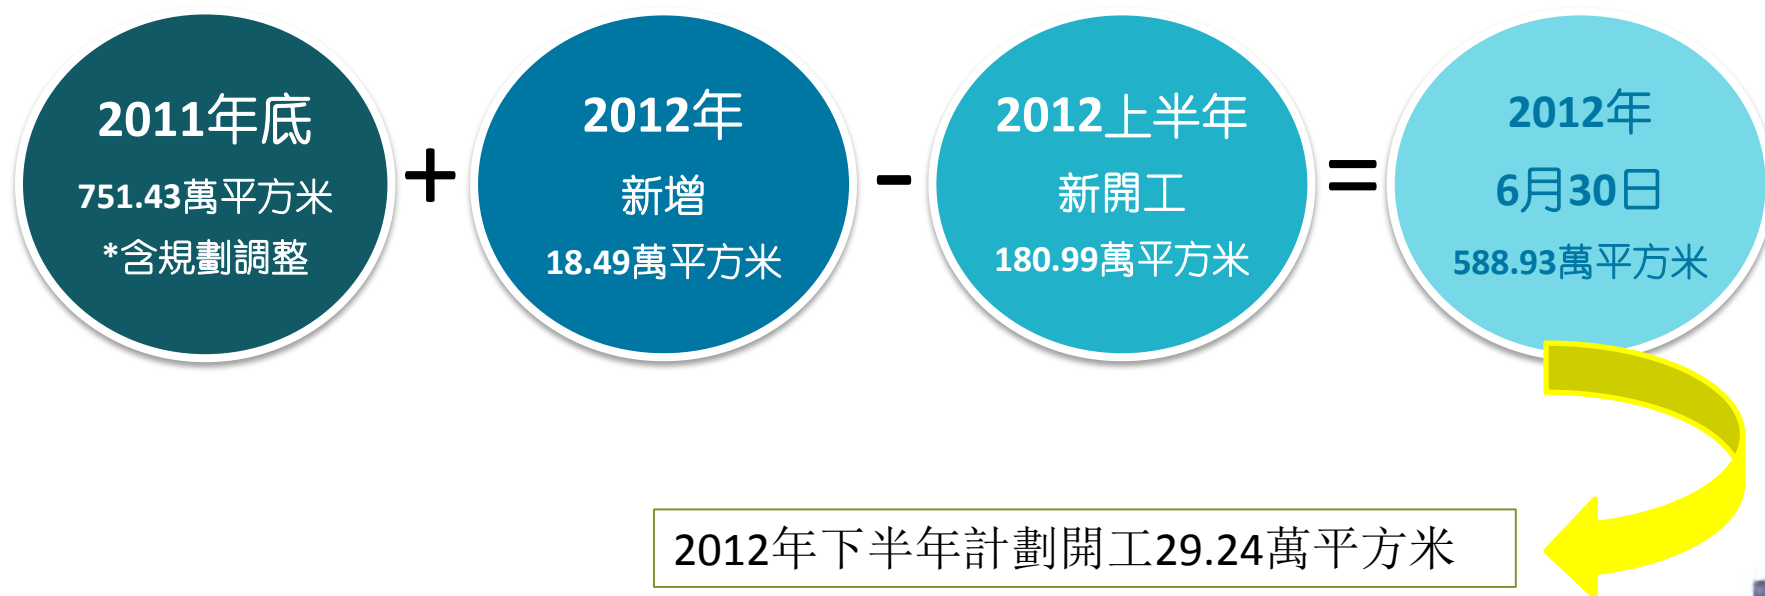 2011年底
751.43萬平方米
*含規劃調整
+
2012年
新增
18.49萬平方米
-
2012上半年
新開工
180.99萬平方米
=
2012年
6月30日
588.93萬平方米
2012年下半年計劃開工29.24萬平方米